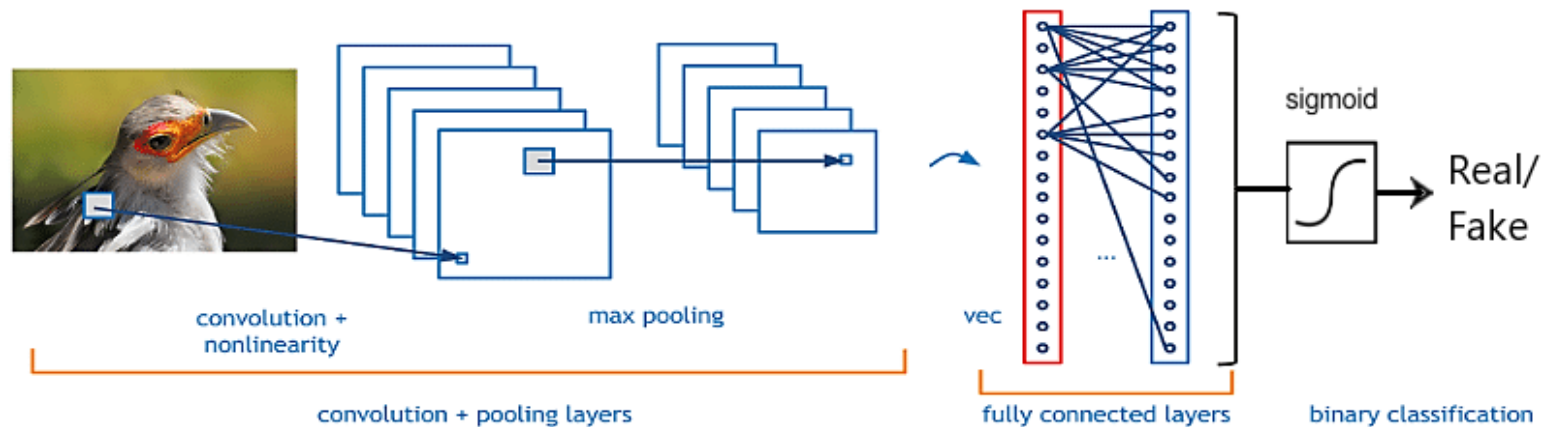 sigmoid
Real/
Fake
convolution +
nonlinearity
max pooling
vec
...
convolution + pooling layers
fully connected layers
binary classification